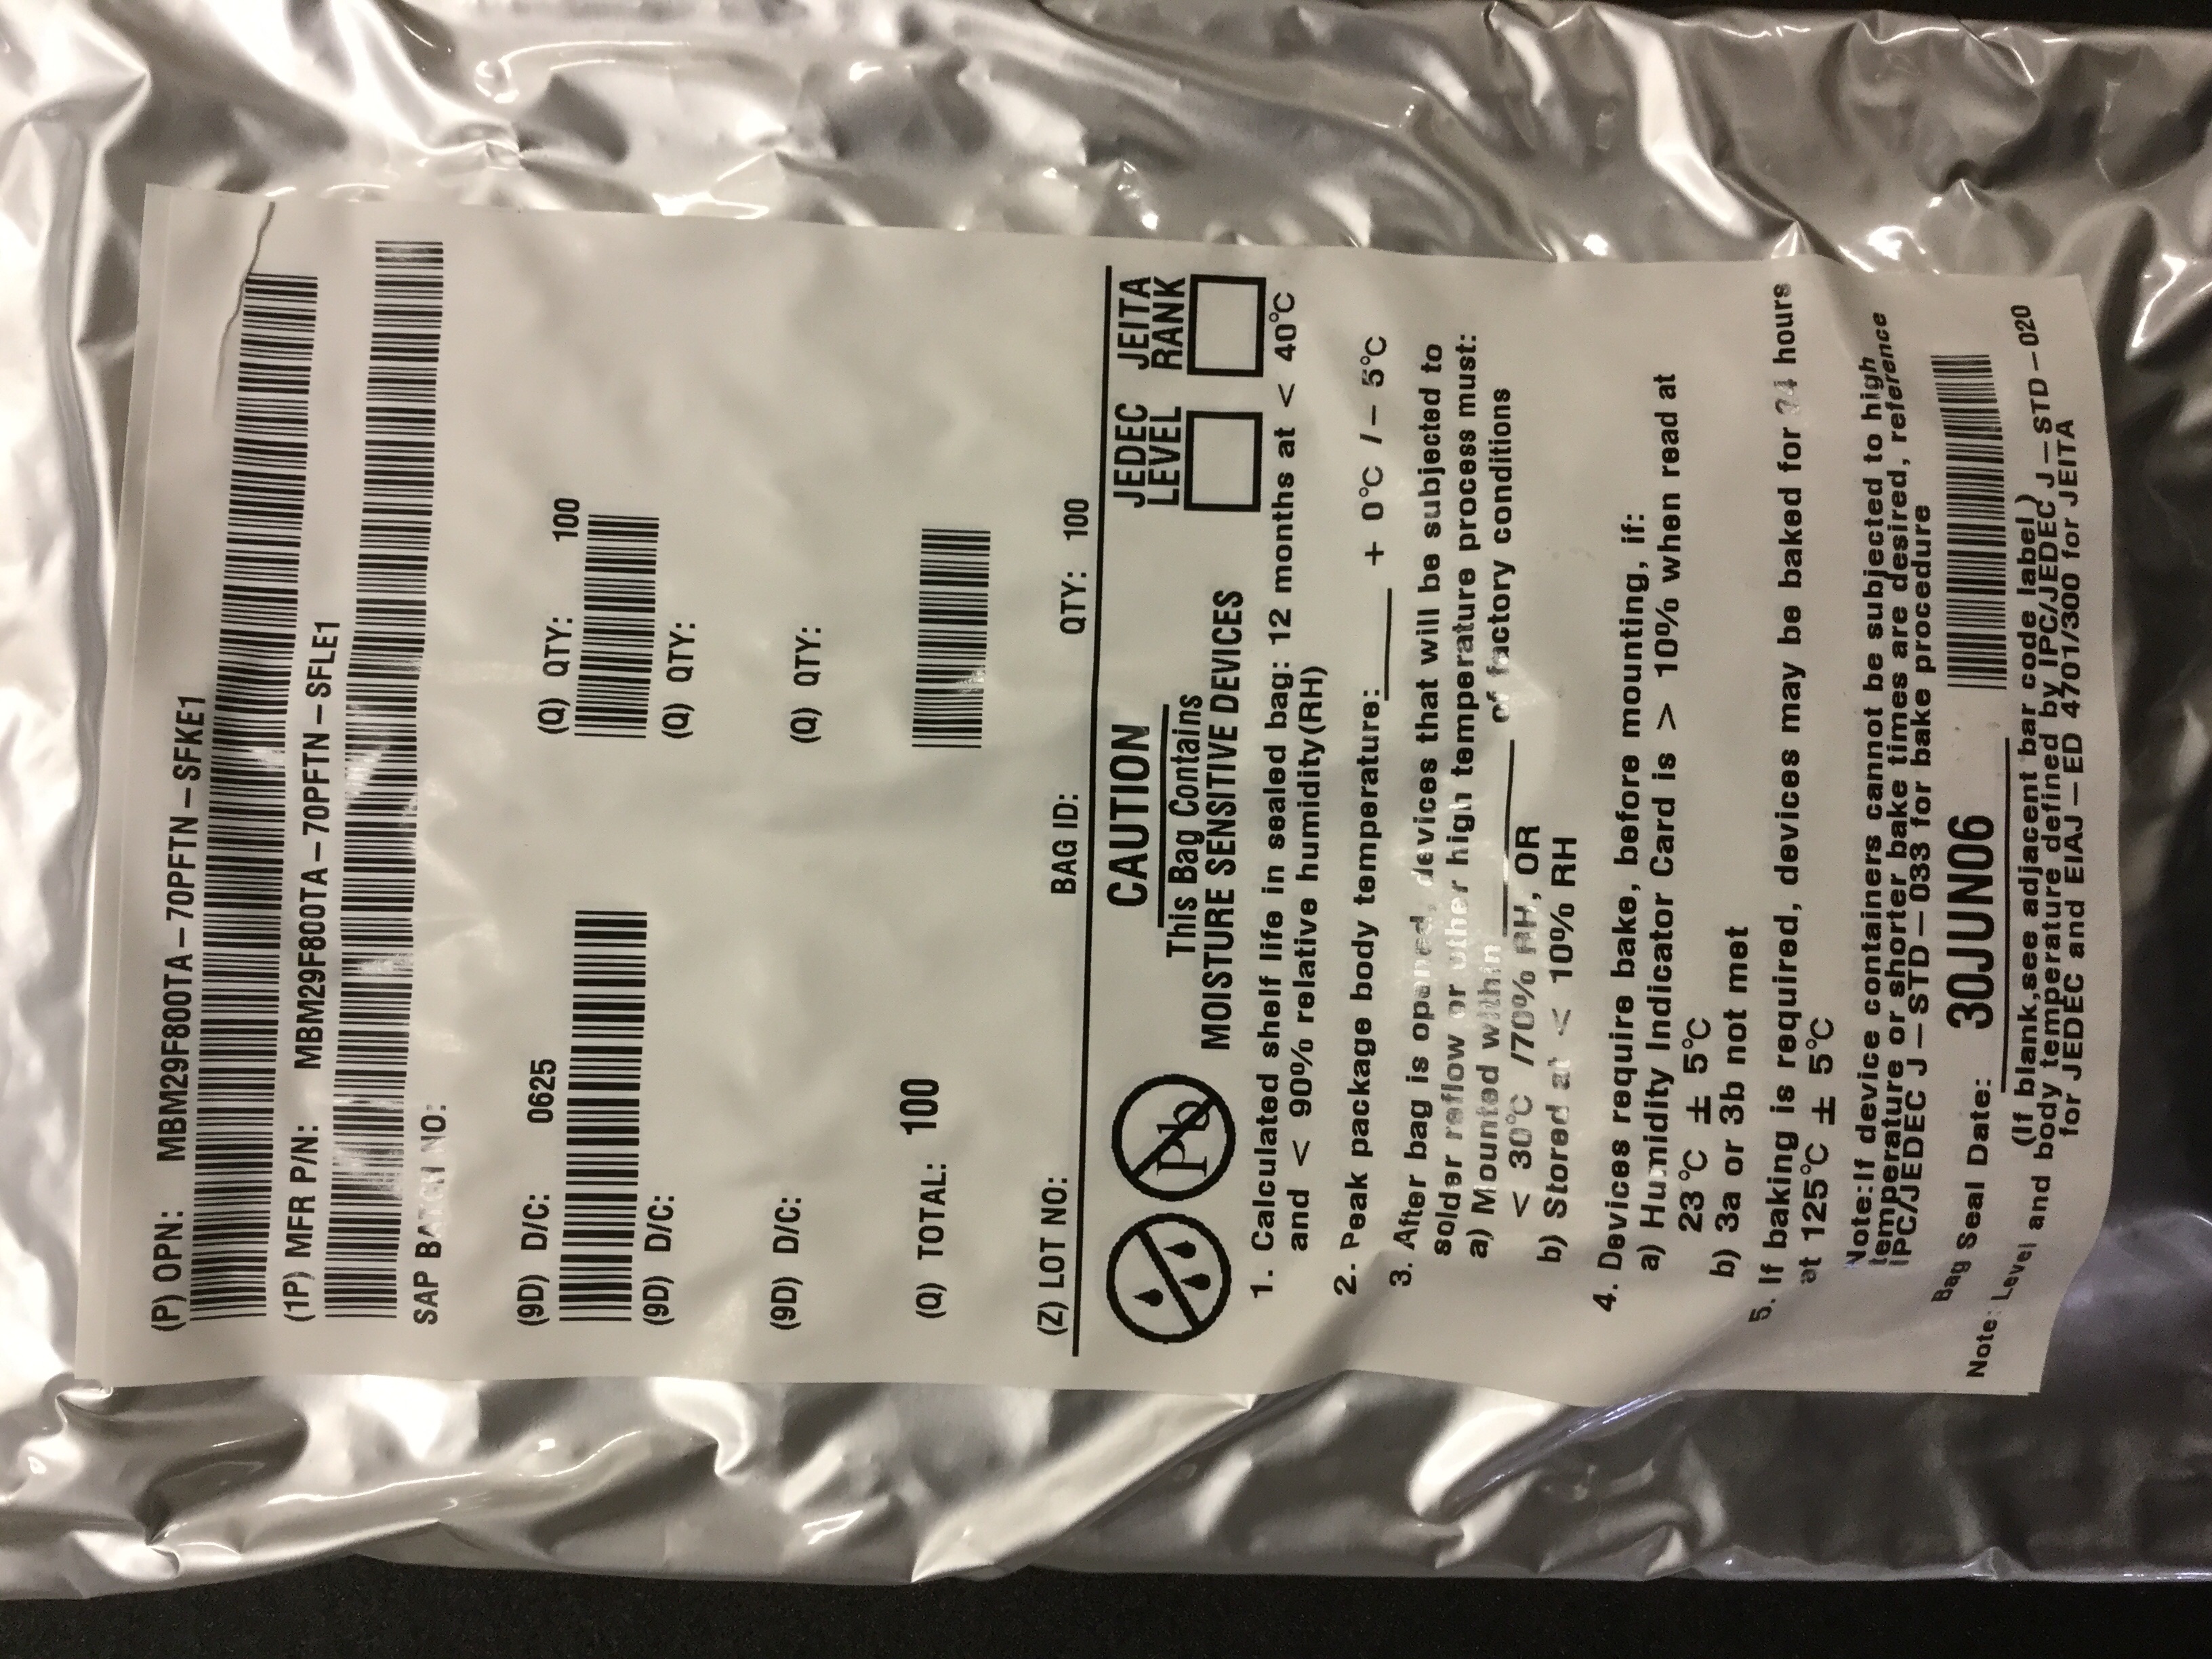 (P) OPN: MBM29F800TA-70PFTN-SFKE1
(1P) MFR P/N: MBM29F800TA-70PFTN-SFLE1
SAP BATCH NO:
(9D) D/C: 0625 (Q) QTY: 100
(9D) D/C: (Q) QTY:
(9D) D/C: (Q) QTY:
(Q) TOTAL: 100
(Z) LOT NO: BAG ID: QTY: 100
Pb
CAUTION
This Bag Contains
MOISTURE SENSITIVE DEVICES
JEDEC LEVEL
JEITA RANK
1. Calculated shelf life in sealed bag: 12 months at < 40°C
and < 90% relative humidity(RH)
2. Peak package body temperature: ____ + 0°C /- 5°C
3. After bag is opened, devices that will be subjected to
solder reflow or other high temperature process must:
a) Mounted within ____ of factory conditions
< 30°C /70% RH, OR
b) Stored at < 10% RH
4. Devices require bake, before mounting, if:
a) Humidity Indicator Card is > 10% when read at
23°C ± 5°C
b) 3a or 3b not met
5. If baking is required, devices may be baked for 24 hours
at 125°C ± 5°C
Note:If device containers cannot be subjected to high
temperature or shorter bake times are desired, reference
IPC/JEDEC J-STD-033 for bake procedure
Bag Seal Date: 30JUN06
(If blank,see adjacent bar code label)
Note: Level and body temperature defined by IPC/JEDEC J-STD-020
for JEDEC and EIAJ-ED 4701/300 for JEITA